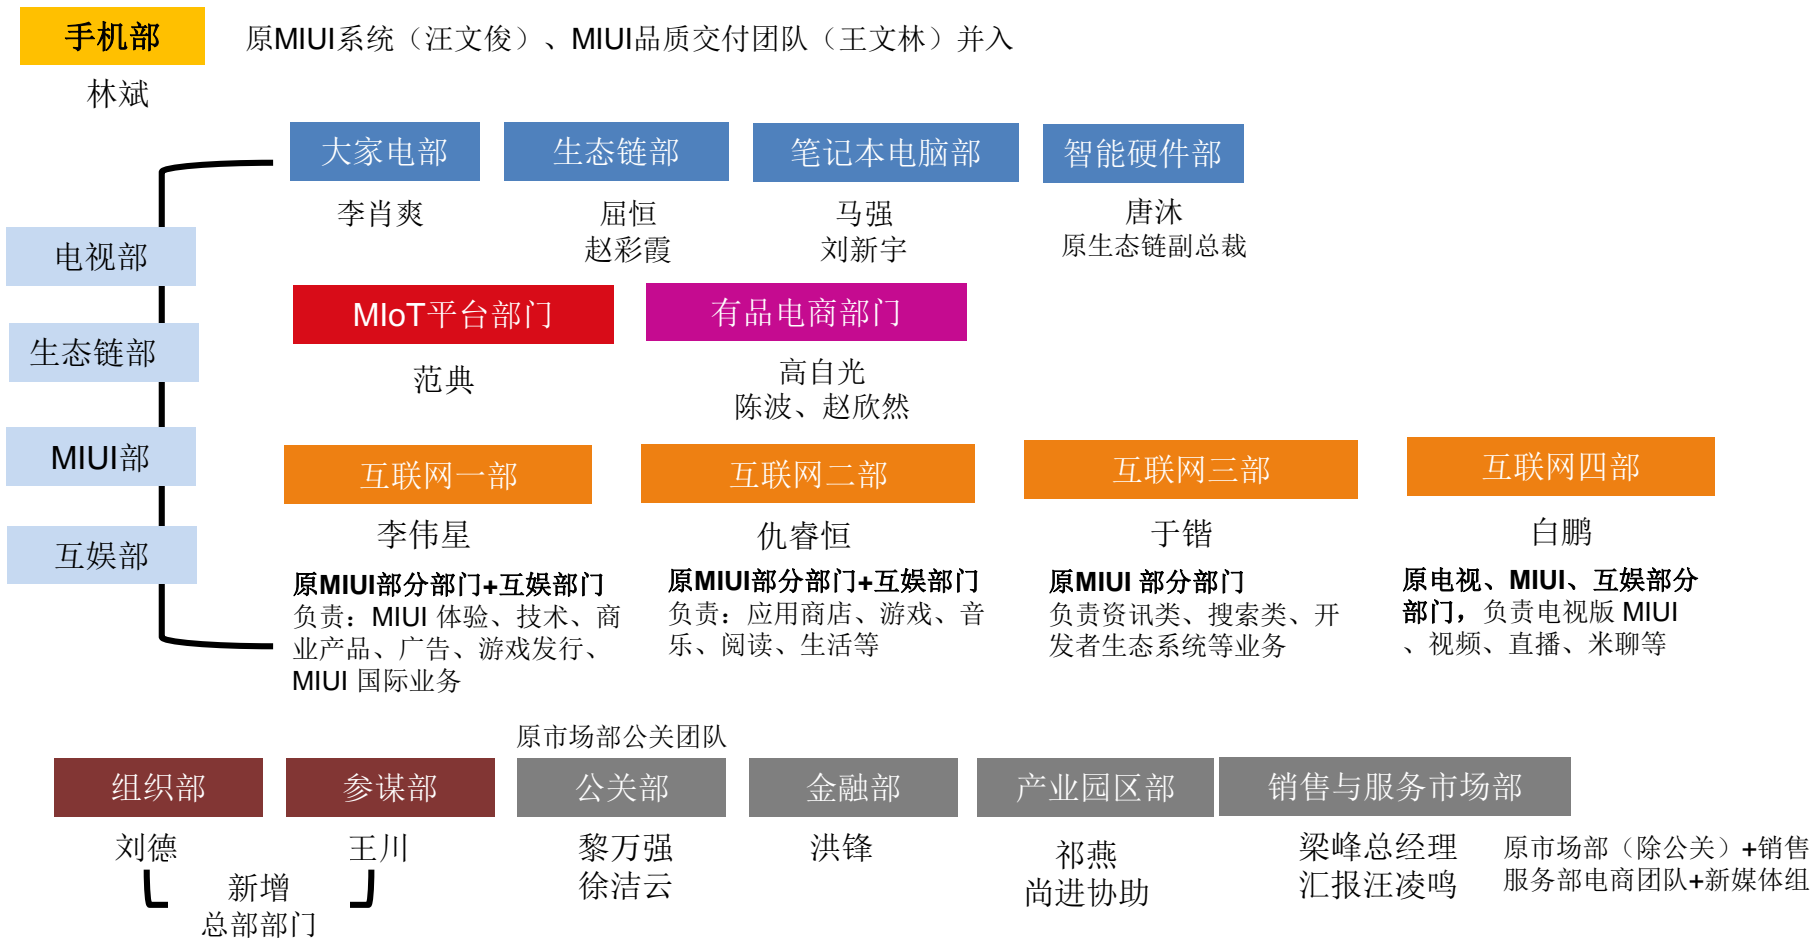 手机部
原MIUI系统（汪文俊）、MIUI品质交付团队（王文林）并入
林斌
大家电部
生态链部
笔记本电脑部
智能硬件部
李肖爽
屈恒
赵彩霞
马强
刘新宇
唐沐
原生态链副总裁
电视部
生态链部
MIUI部
互娱部
MIoT平台部门
有品电商部门
范典
高自光
陈波、赵欣然
互联网一部
互联网二部
互联网三部
互联网四部
李伟星
原MIUI部分部门+互娱部门
负责：MIUI 体验、技术、商
业产品、广告、游戏发行、
MIUI 国际业务
仇睿恒
原MIUI部分部门+互娱部门
负责：应用商店、游戏、音
乐、阅读、生活等
于锴
原MIUI 部分部门
负责资讯类、搜索类、开
发者生态系统等业务
白鹏
原电视、MIUI、互娱部分
部门，负责电视版 MIUI
、视频、直播、米聊等
原市场部公关团队
组织部
参谋部
公关部
金融部
产业园区部
销售与服务市场部
刘德
王川
新增
总部部门
黎万强
徐洁云
洪锋
祁燕
尚进协助
梁峰总经理
汇报汪凌鸣
原市场部（除公关）+销售
服务部电商团队+新媒体组